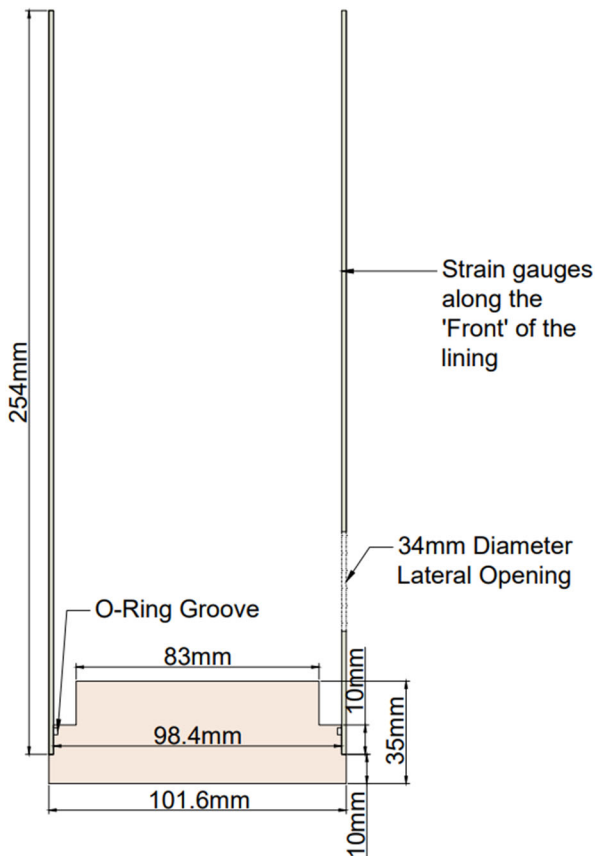 Strain gauges
along the
'Front' of the
lining
254mm
34mm Diameter
Lateral Opening
O-Ring Groove
83mm
10mm
35mm
98.4mm
101.6mm
10mm